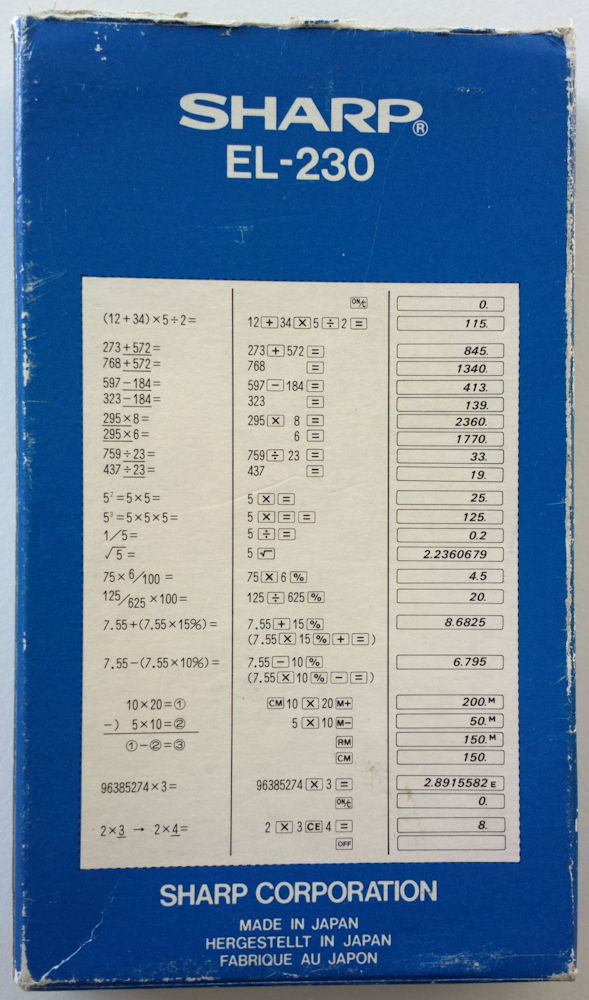 SHARP®
EL-230
ON/C 0.
(12+34)×5÷2= 12 + 34 × 5 ÷ 2 = 115.
273+572= 273 + 572 = 845.
768+572= 768 = 1340.
597−184= 597 − 184 = 413.
323−184= 323 = 139.
295×8= 295 × 8 = 2360.
295×6= 6 = 1770.
759÷23= 759 ÷ 23 = 33.
437÷23= 437 = 19.
5²=5×5= 5 × = 25.
5³=5×5×5= 5 × = = 125.
1/5= 5 ÷ = 0.2
√5= 5 √ 2.2360679
75×6/100= 75 × 6 % 4.5
125/625×100= 125 ÷ 625 % 20.
7.55+(7.55×15%)= 7.55 + 15 % 8.6825
(7.55 × 15 % + =)
7.55−(7.55×10%)= 7.55 − 10 % 6.795
(7.55 × 10 % − =)
10×20=① CM 10 × 20 M+ 200.M
−) 5×10=② 5 × 10 M− 50.M
①−②=③ RM 150.M
CM 150.
96385274×3= 96385274 × 3 = 2.8915582 E
ON/C 0.
2×3 → 2×4= 2 × 3 CE 4 = 8.
OFF
SHARP CORPORATION
MADE IN JAPAN
HERGESTELLT IN JAPAN
FABRIQUE AU JAPON